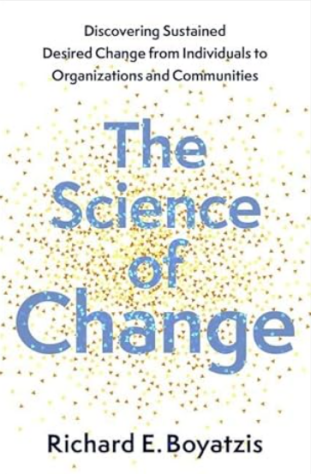 Discovering Sustained
Desired Change from Individuals to
Organizations and Communities
The
Science
of
Change
Richard E. Boyatzis